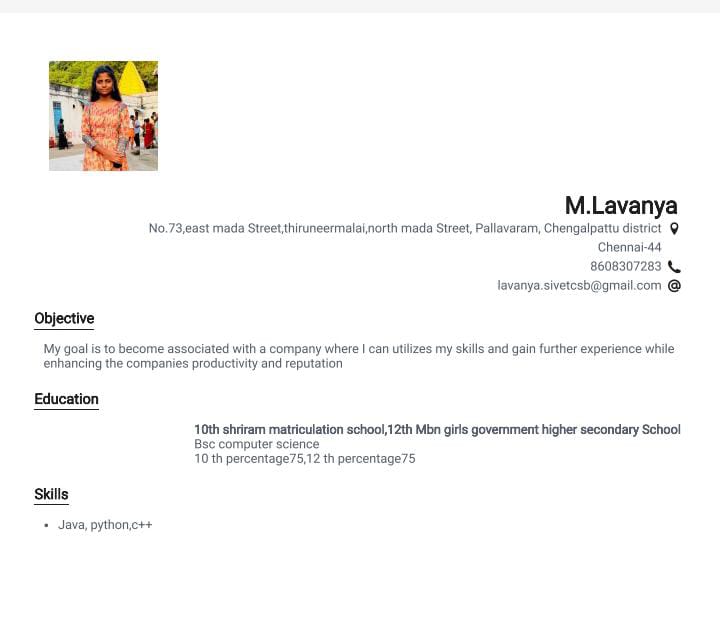 M.Lavanya
No.73,east mada Street,thiruneermalai,north mada Street, Pallavaram, Chengalpattu district
Chennai-44
8608307283
lavanya.sivetcsb@gmail.com
Objective
My goal is to become associated with a company where I can utilizes my skills and gain further experience while
enhancing the companies productivity and reputation
Education
10th shriram matriculation school,12th Mbn girls government higher secondary School
Bsc computer science
10 th percentage75,12 th percentage75
Skills
• Java, python,c++